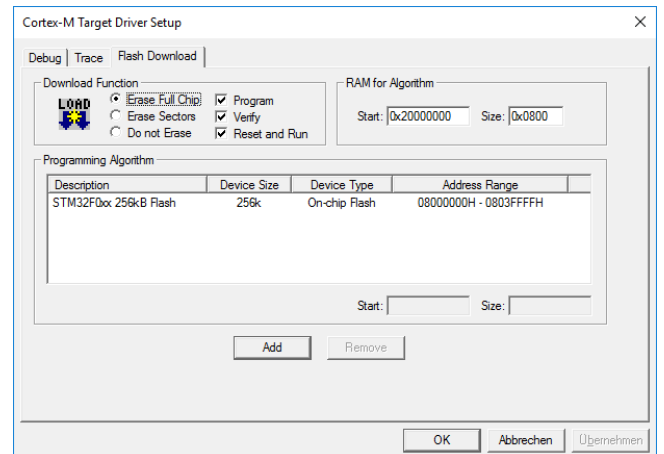 Cortex-M Target Driver Setup
Debug Trace Flash Download
Download Function
LOAD
Erase Full Chip
Erase Sectors
Do not Erase
Program
Verify
Reset and Run
RAM for Algorithm
Start: 0x20000000 Size: 0x0800
Programming Algorithm
Description Device Size Device Type Address Range
STM32F0xx 256kB Flash 256k On-chip Flash 08000000H - 0803FFFFH
Start: Size:
Add Remove
OK Abbrechen Übernehmen